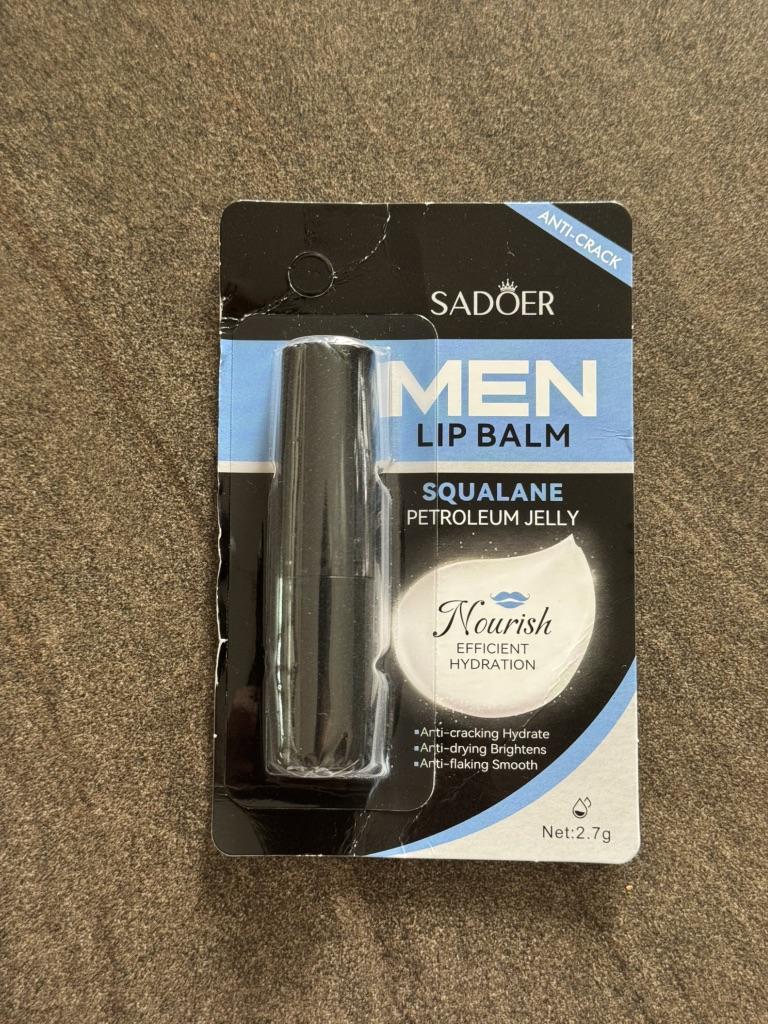 ANTI-CRACK
SADOER
MEN
LIP BALM
SQUALANE
PETROLEUM JELLY
Nourish
EFFICIENT
HYDRATION
▪Anti-cracking Hydrate
▪Anti-drying Brightens
▪Anti-flaking Smooth
Net:2.7g